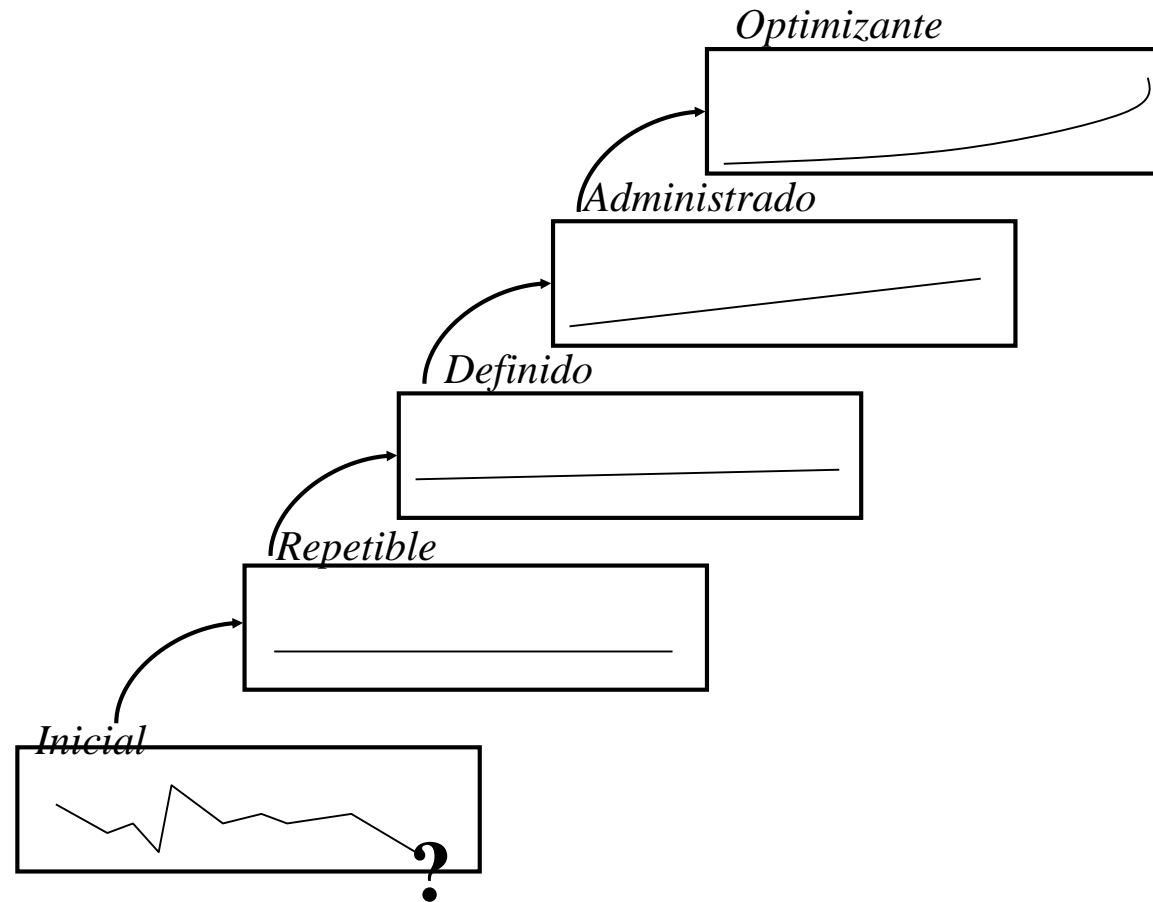 Optimizante
Administrado
Definido
Repetible
Inicial
?